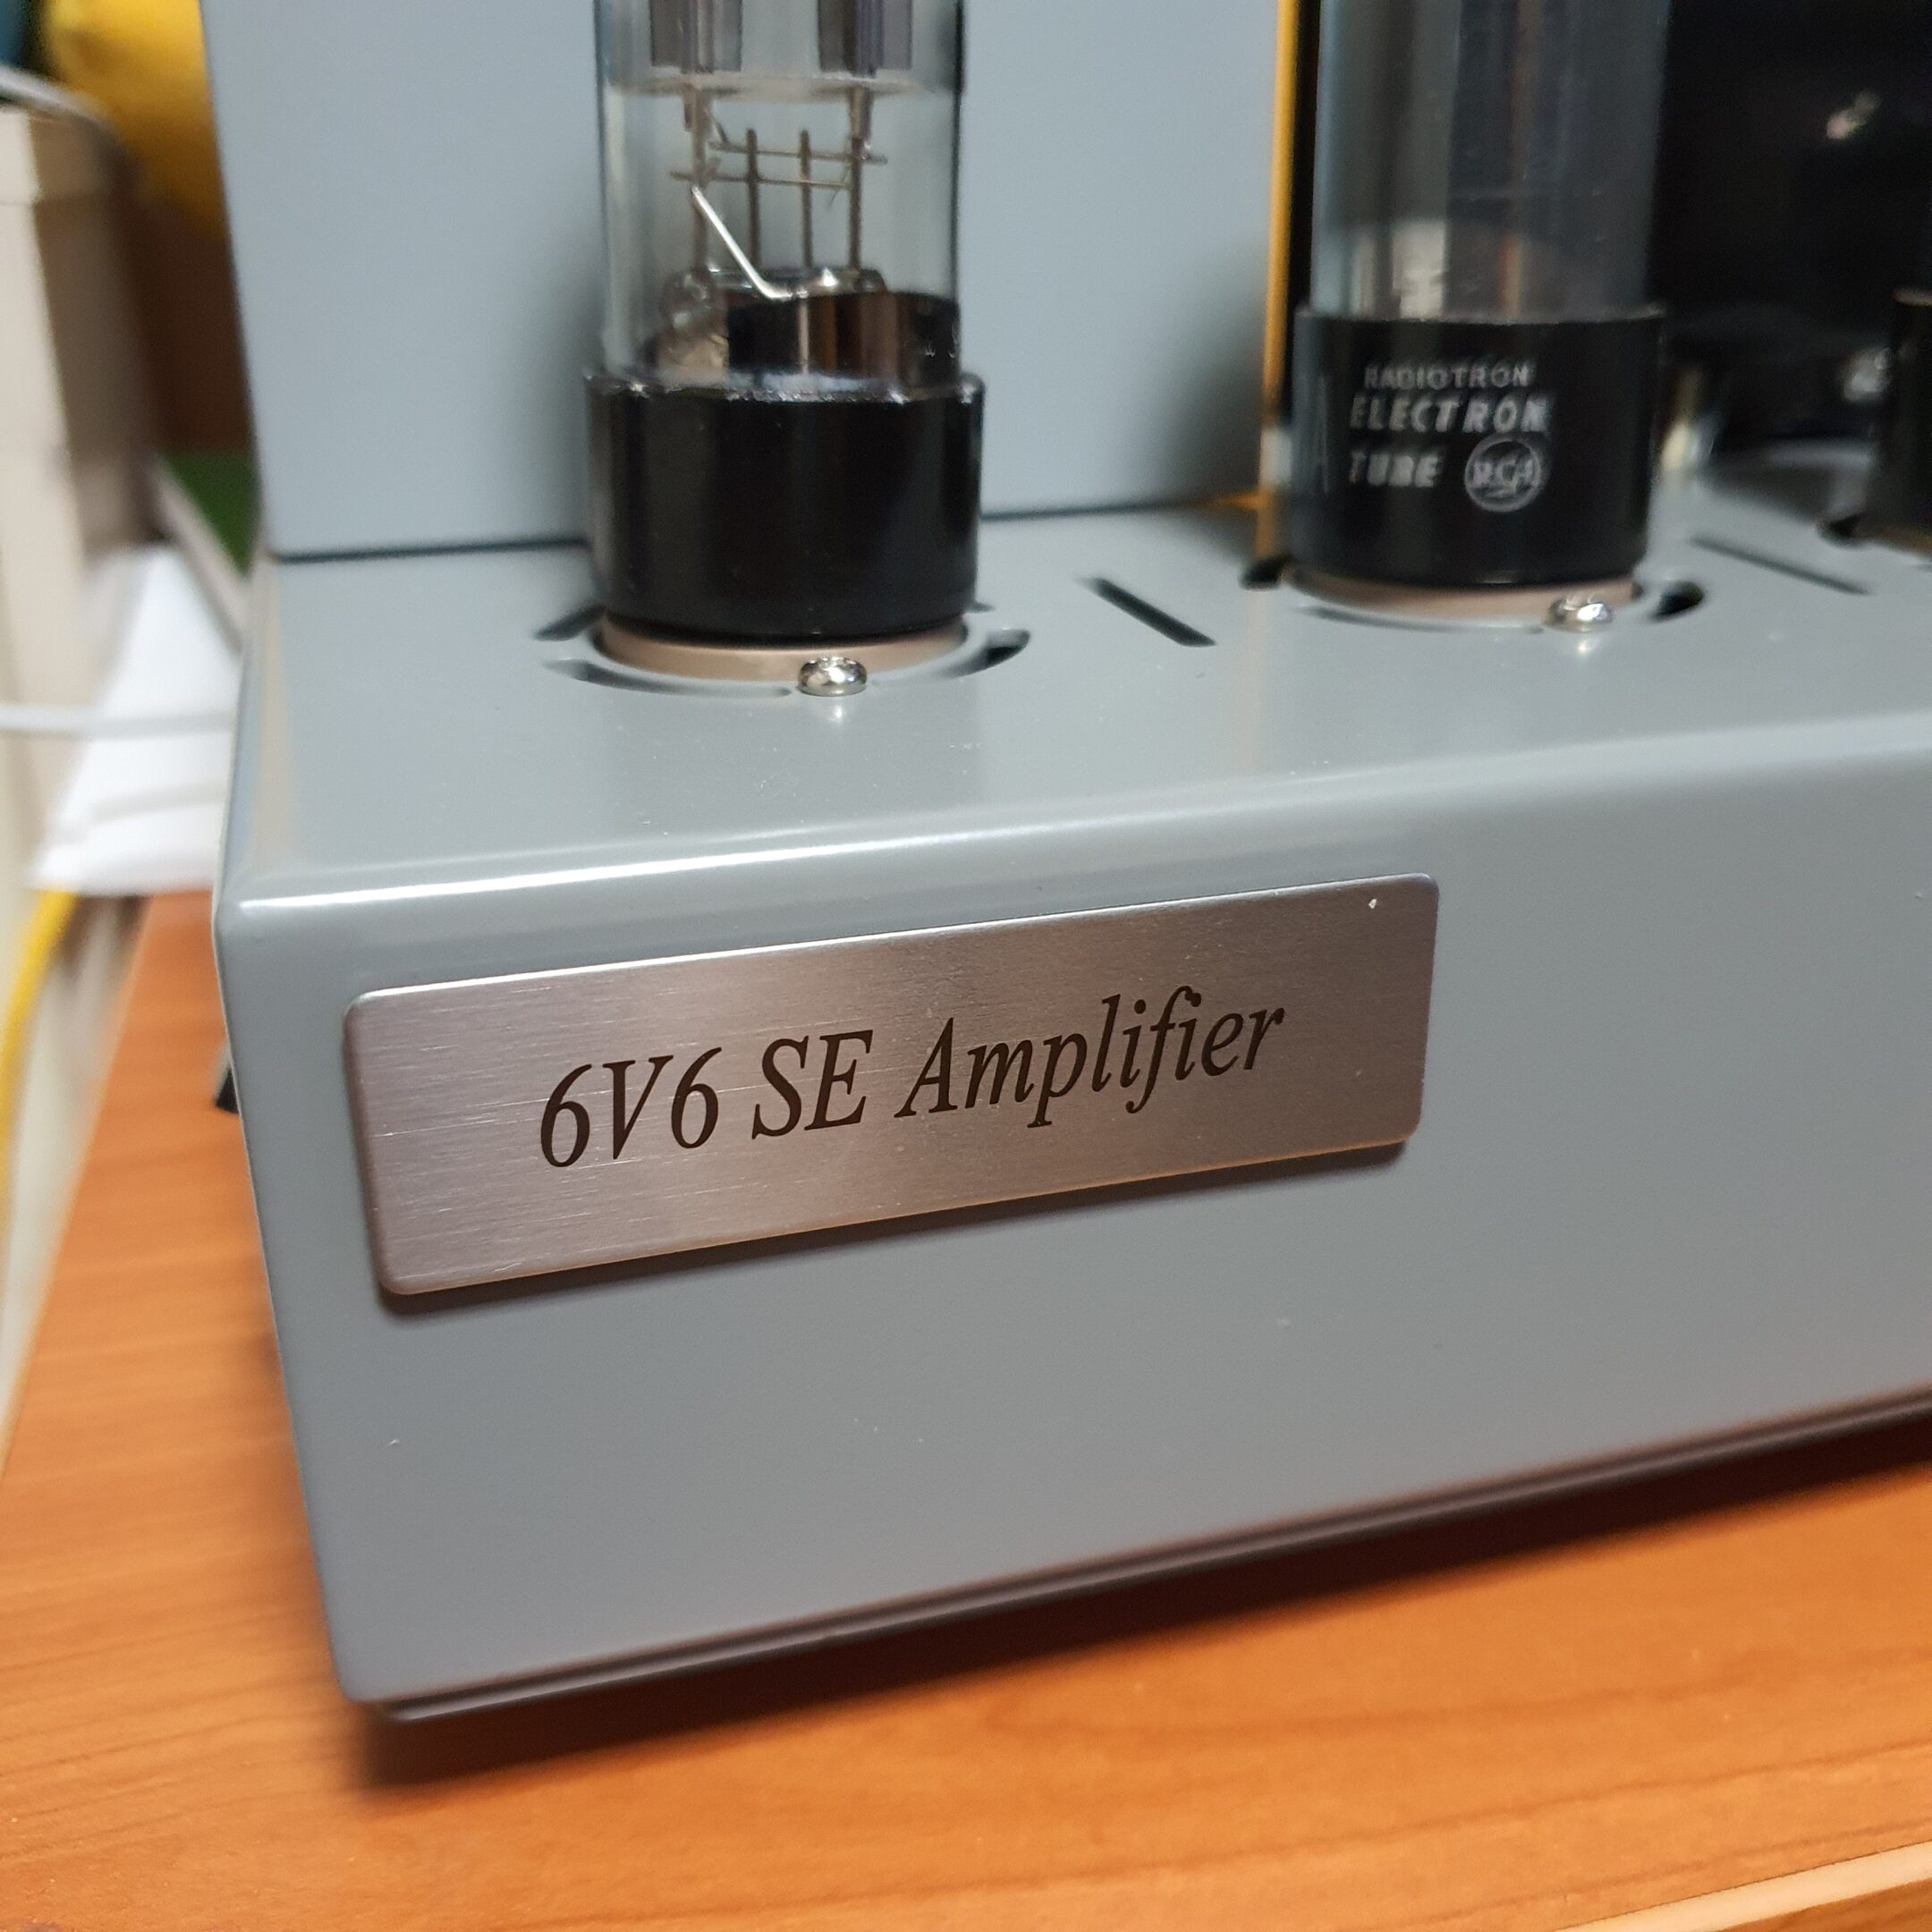 RADIOTRON
ELECTRON
TUBE RCA
6V6 SE Amplifier